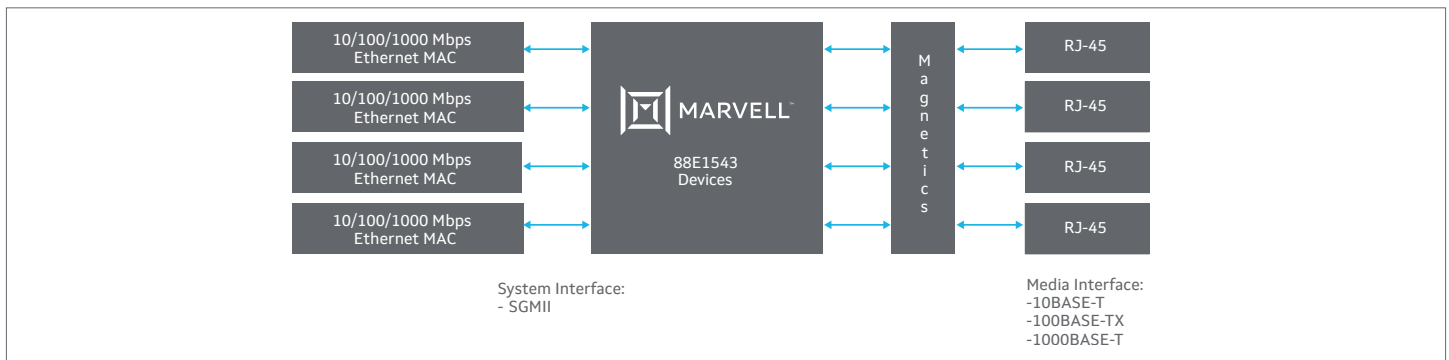 10/100/1000 Mbps
Ethernet MAC
10/100/1000 Mbps
Ethernet MAC
10/100/1000 Mbps
Ethernet MAC
10/100/1000 Mbps
Ethernet MAC
MARVELL™
88E1543
Devices
Magnetics
RJ-45
RJ-45
RJ-45
RJ-45
System Interface:
- SGMII
Media Interface:
-10BASE-T
-100BASE-TX
-1000BASE-T